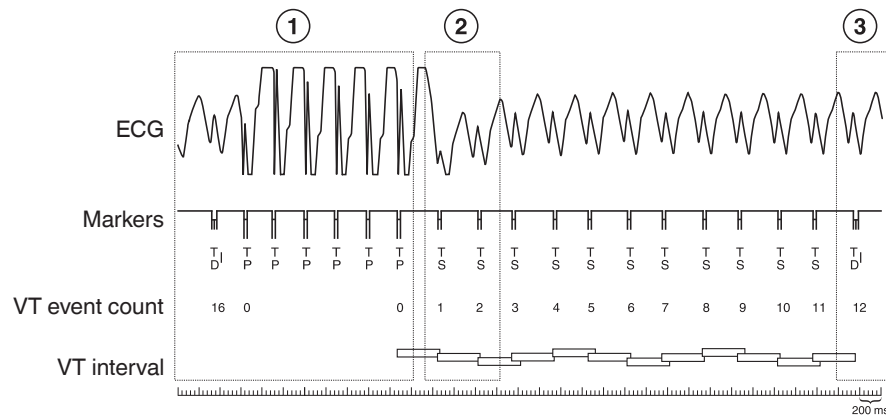 1 2 3
ECG
Markers
T T T T T T T T T T T T T T T T T T T
D I P P P P P P S S S S S S S S S S S D I
VT event count 16 0 0 1 2 3 4 5 6 7 8 9 10 11 12
VT interval
200 ms